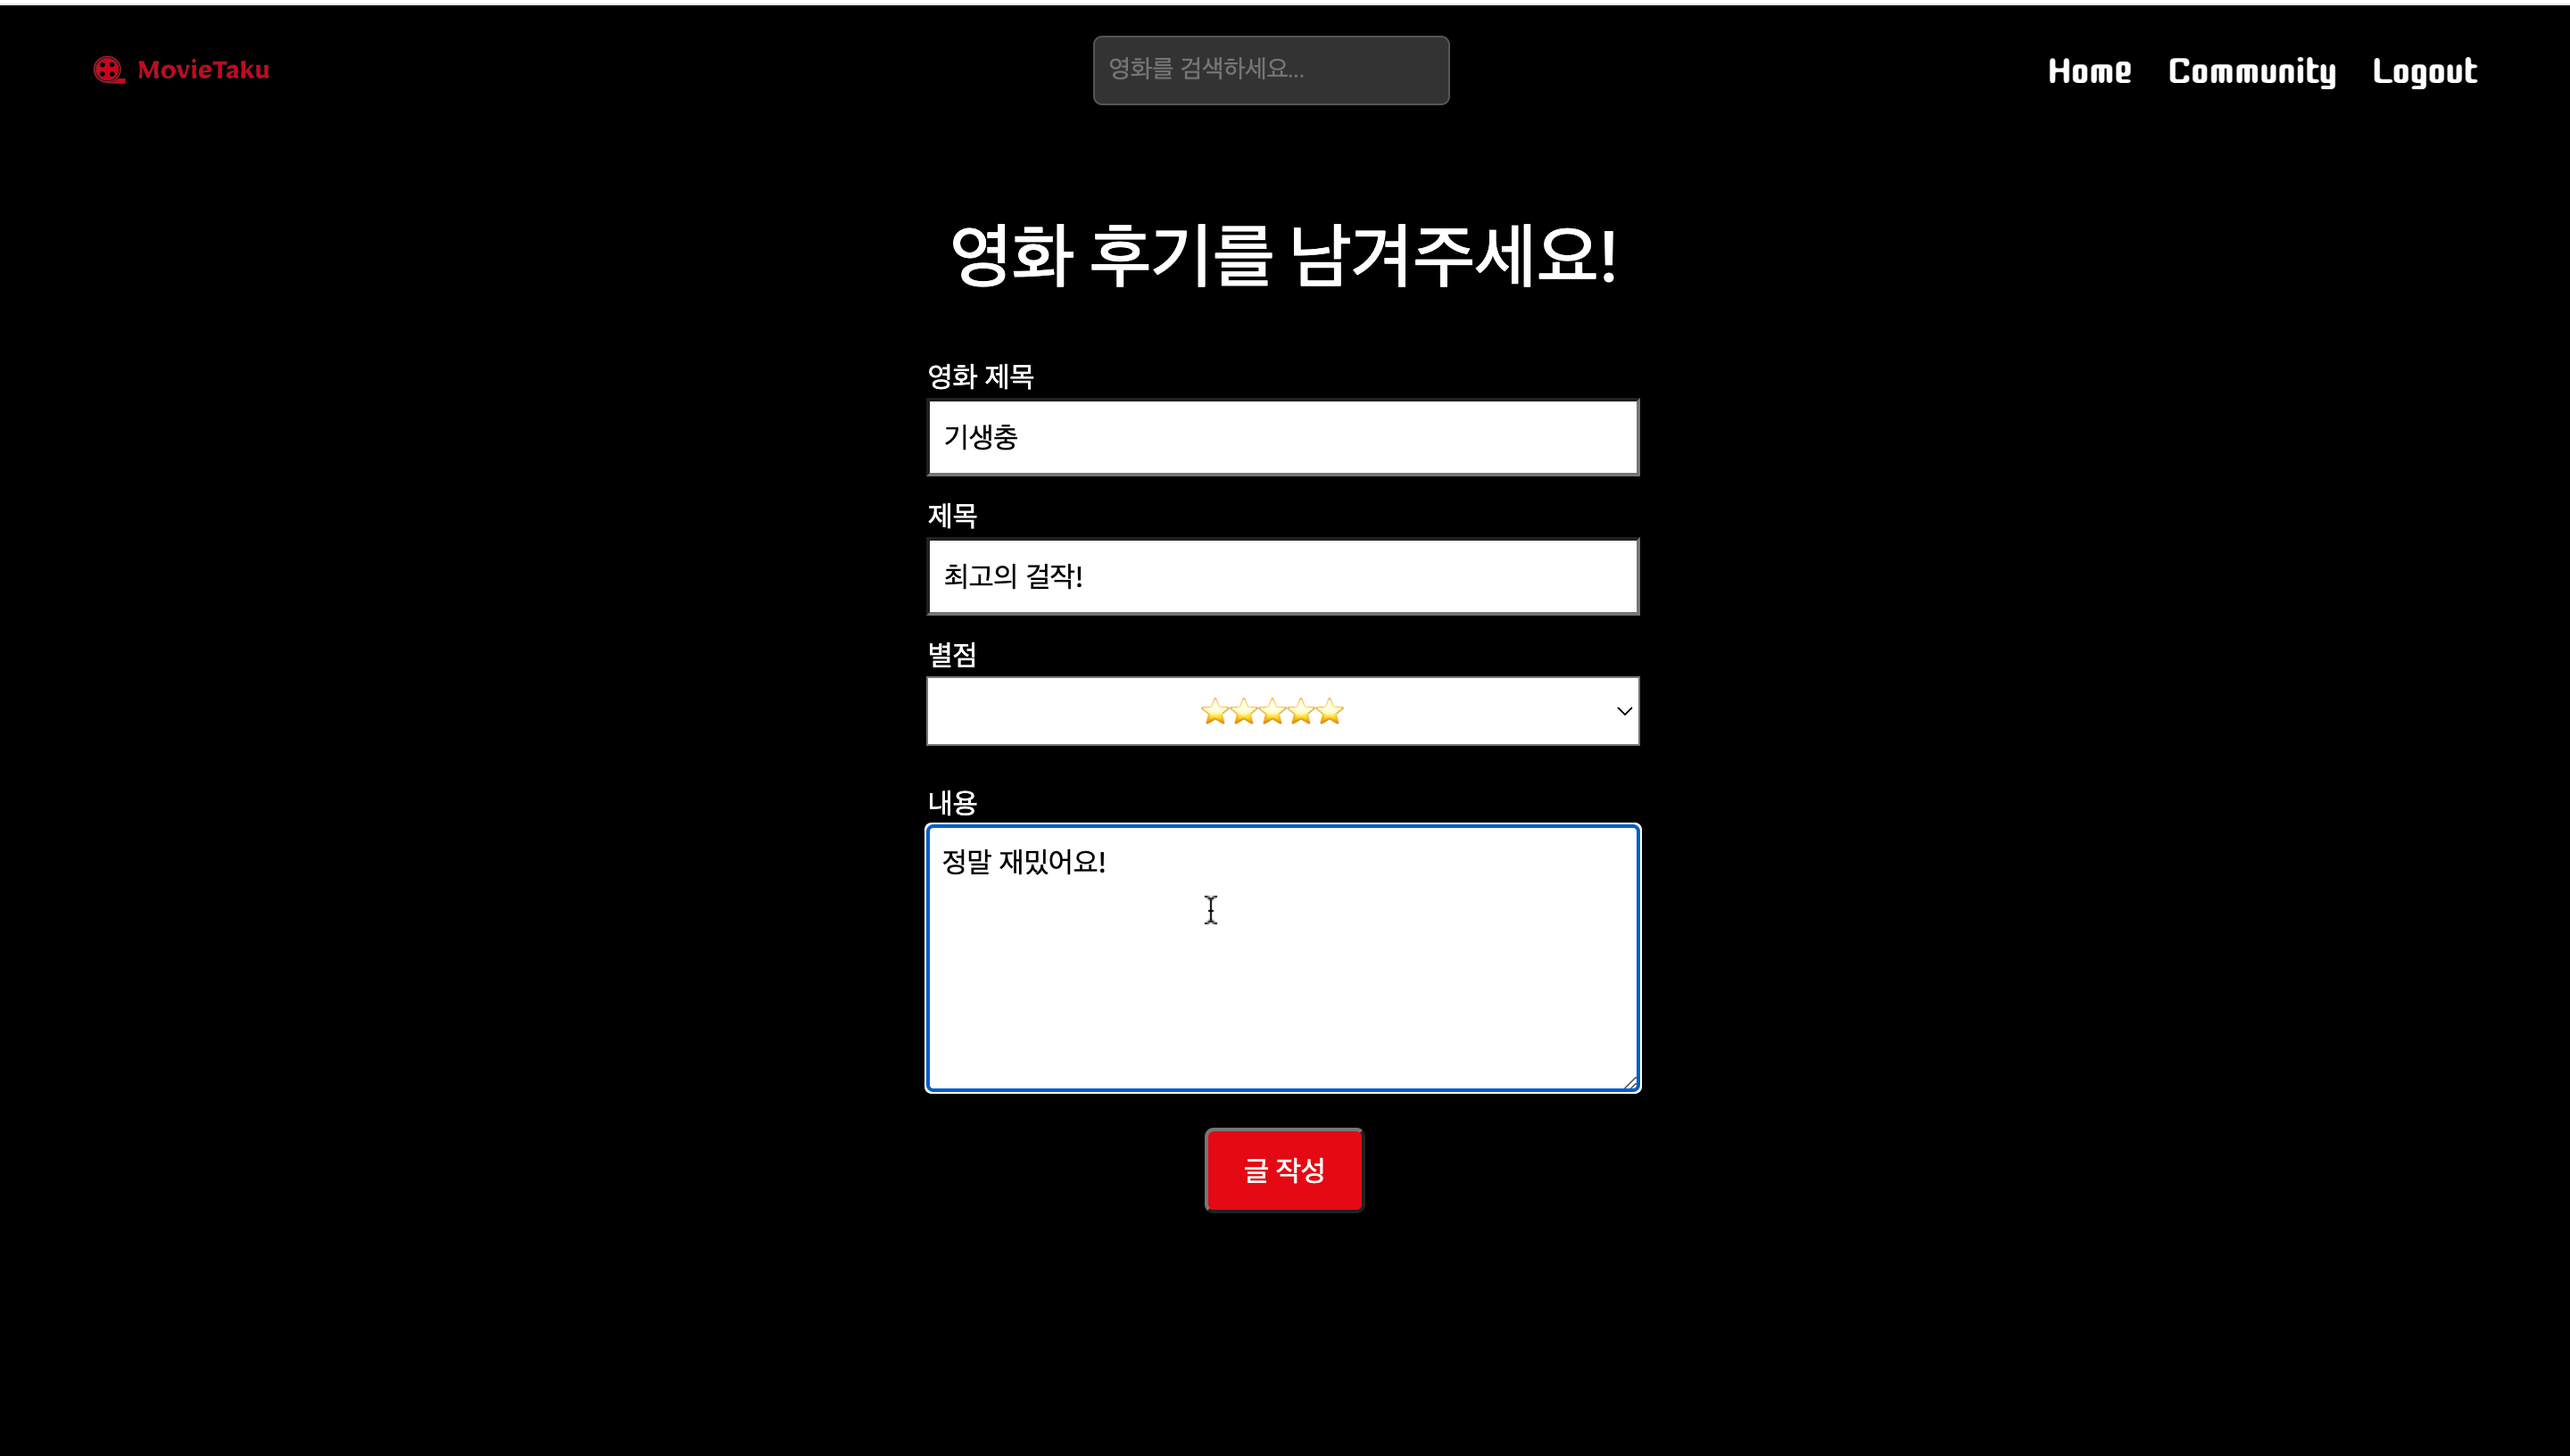 MovieTaku
영화를 검색하세요...
Home Community Logout
영화 후기를 남겨주세요!
영화 제목
기생충
제목
최고의 걸작!
별점
⭐⭐⭐⭐⭐
내용
정말 재밌어요!
글 작성